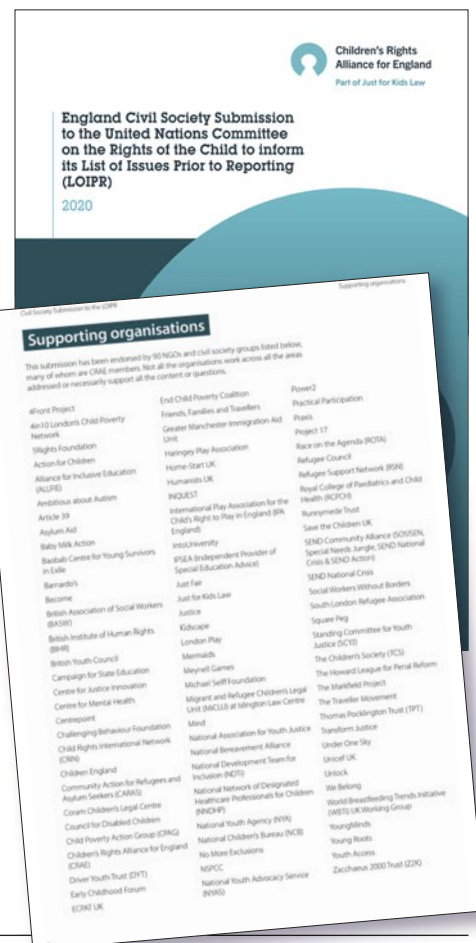 Children's Rights
Alliance for England
Part of Just for Kids Law
England Civil Society Submission
to the United Nations Committee
on the Rights of the Child to inform
its List of Issues Prior to Reporting
(LOIPR)
2020
Civil Society Submission to the LOIPR
Supporting organisations
Supporting organisations
This submission has been endorsed by 90 NGOs and civil society groups listed below,
many of whom are CRAE members. Not all the organisations work across all the areas
addressed or necessarily support all the content or questions.
4Front Project
4in10 London's Child Poverty
Network
5Rights Foundation
Action for Children
Alliance for Inclusive Education
(ALLFIE)
Ambitious about Autism
Article 39
Asylum Aid
Baby Milk Action
Baobab Centre for Young Survivors
in Exile
Barnardo's
Become
British Association of Social Workers
(BASW)
British Institute of Human Rights
(BIHR)
British Youth Council
Campaign for State Education
Centre for Justice Innovation
Centre for Mental Health
Centrepoint
Challenging Behaviour Foundation
Child Rights International Network
(CRIN)
Children England
Community Action for Refugees and
Asylum Seekers (CARAS)
Coram Children's Legal Centre
Council for Disabled Children
Child Poverty Action Group (CPAG)
Children's Rights Alliance for England
(CRAE)
Driver Youth Trust (DYT)
Early Childhood Forum
ECPAT UK
End Child Poverty Coalition
Friends, Families and Travellers
Greater Manchester Immigration Aid
Unit
Haringey Play Association
Home-Start UK
Humanists UK
INQUEST
International Play Association for the
Child's Right to Play in England (IPA
England)
IntoUniversity
IPSEA (Independent Provider of
Special Education Advice)
Just Fair
Just for Kids Law
Justice
Kidscape
London Play
Mermaids
Meynell Games
Michael Seiff Foundation
Migrant and Refugee Children's Legal
Unit (MiCLU) at Islington Law Centre
Mind
National Association for Youth Justice
National Bereavement Alliance
National Development Team for
Inclusion (NDTi)
National Network of Designated
Healthcare Professionals for Children
(NNDHP)
National Youth Agency (NYA)
National Children's Bureau (NCB)
No More Exclusions
NSPCC
National Youth Advocacy Service
(NYAS)
Power2
Practical Participation
Praxis
Project 17
Race on the Agenda (ROTA)
Refugee Council
Refugee Support Network (RSN)
Royal College of Paediatrics and Child
Health (RCPCH)
Runnymede Trust
Save the Children UK
SEND Community Alliance (SOS!SEN,
Special Needs Jungle, SEND National
Crisis & SEND Action)
SEND National Crisis
Social Workers Without Borders
South London Refugee Association
Square Peg
Standing Committee for Youth
Justice (SCYJ)
The Children's Society (TCS)
The Howard League for Penal Reform
The Markfield Project
The Traveller Movement
Thomas Pocklington Trust (TPT)
Transform Justice
Under One Sky
Unicef UK
Unlock
We Belong
World Breastfeeding Trends Initiative
(WBTi) UK Working Group
YoungMinds
Young Roots
Youth Access
Zacchaeus 2000 Trust (Z2K)